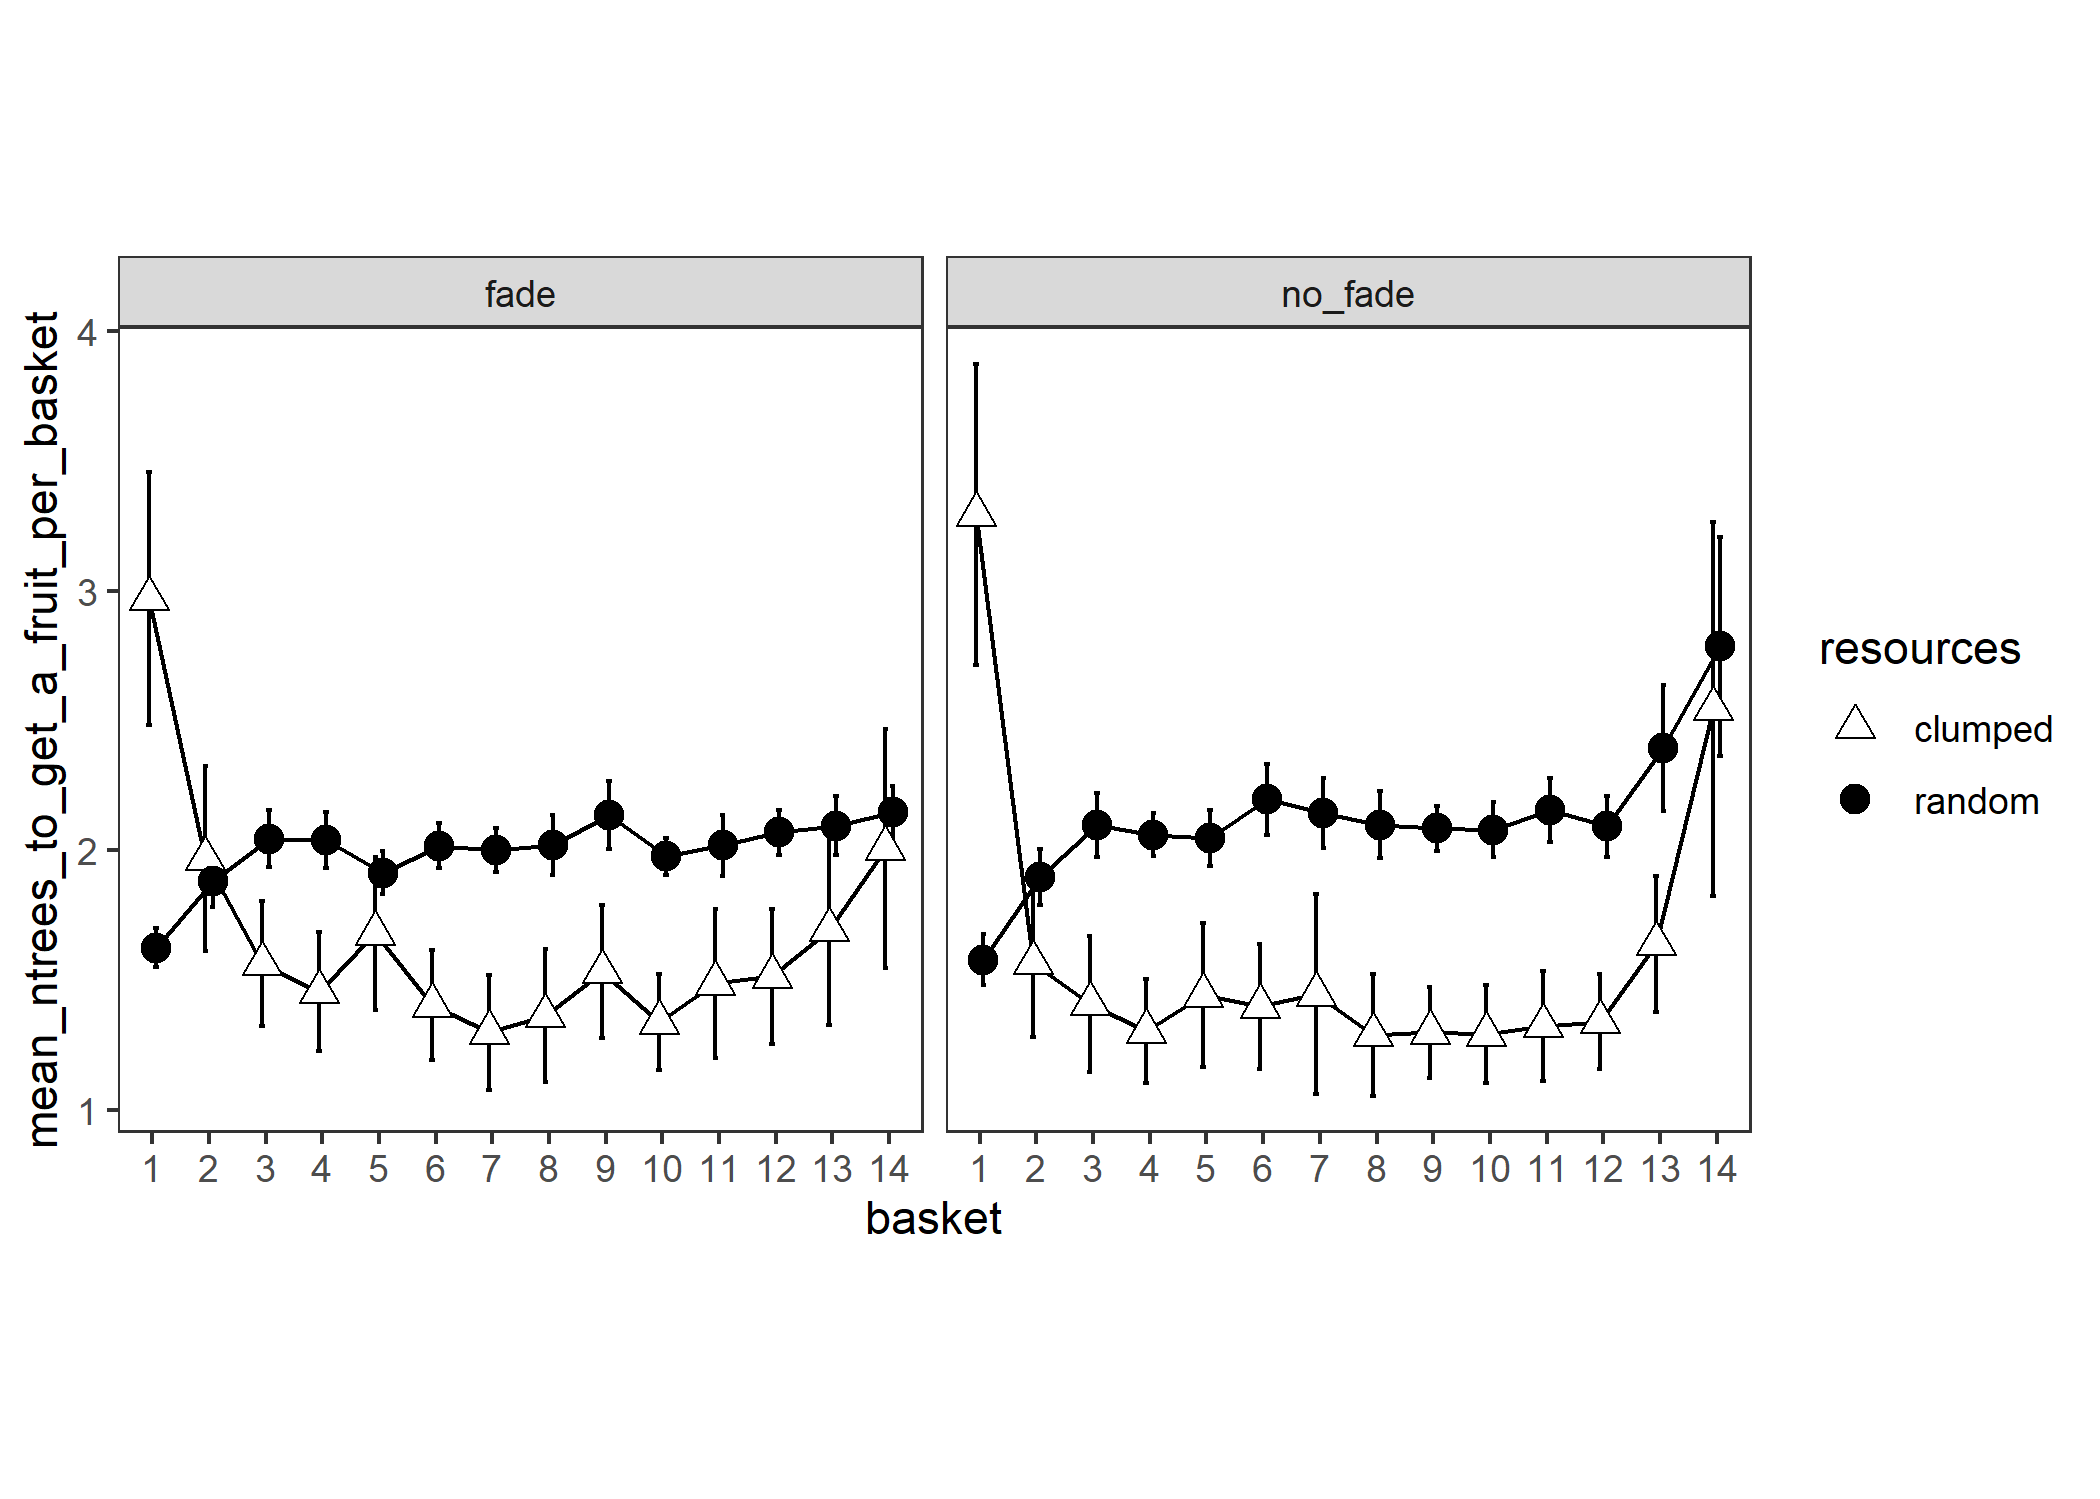 fade
no_fade
mean_ntrees_to_get_a_fruit_per_basket
4
3
2
1
1 2 3 4 5 6 7 8 9 10 11 12 13 14
1 2 3 4 5 6 7 8 9 10 11 12 13 14
basket
resources
clumped
random